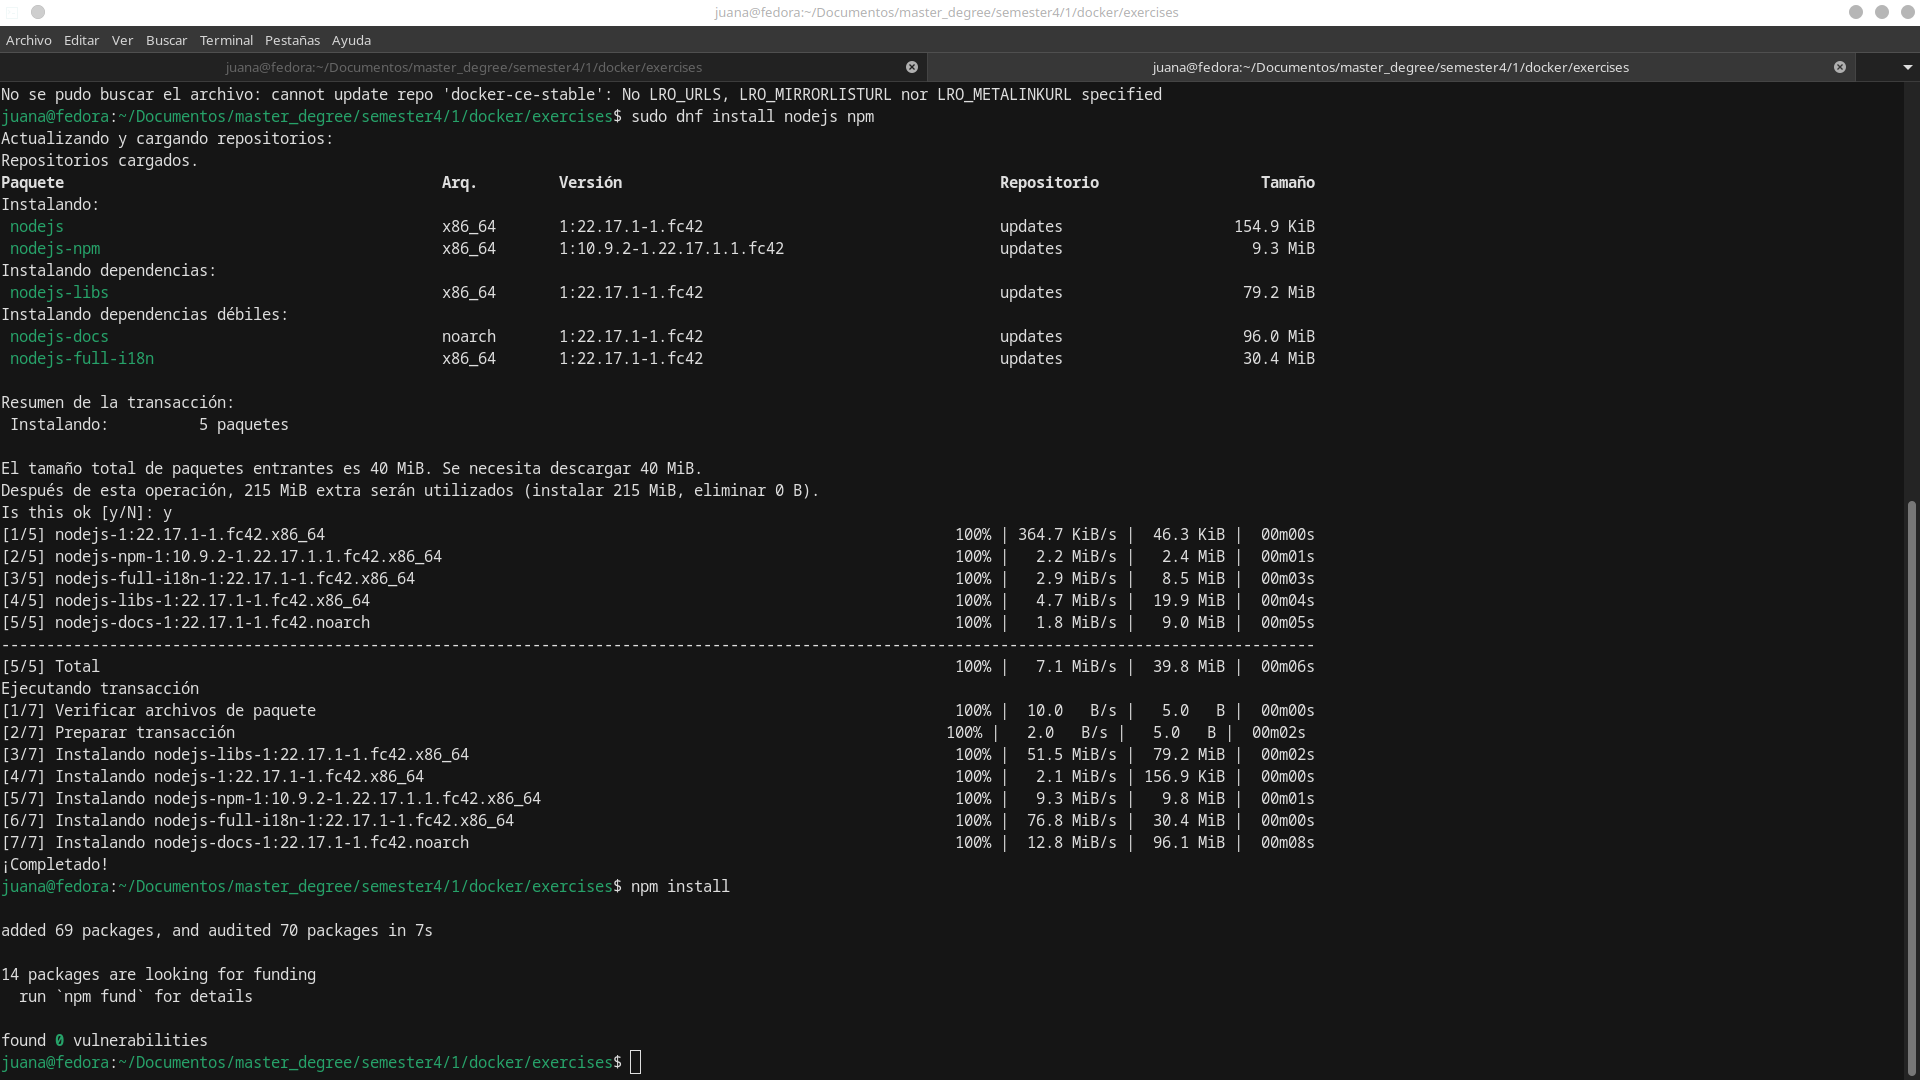 juana@fedora:~/Documentos/master_degree/semester4/1/docker/exercises
Archivo Editar Ver Buscar Terminal Pestañas Ayuda
juana@fedora:~/Documentos/master_degree/semester4/1/docker/exercises juana@fedora:~/Documentos/master_degree/semester4/1/docker/exercises
No se pudo buscar el archivo: cannot update repo 'docker-ce-stable': No LRO_URLS, LRO_MIRRORLISTURL nor LRO_METALINKURL specified
juana@fedora:~/Documentos/master_degree/semester4/1/docker/exercises$ sudo dnf install nodejs npm
Actualizando y cargando repositorios:
Repositorios cargados.
Paquete Arq. Versión Repositorio Tamaño
Instalando:
nodejs x86_64 1:22.17.1-1.fc42 updates 154.9 KiB
nodejs-npm x86_64 1:10.9.2-1.22.17.1.1.fc42 updates 9.3 MiB
Instalando dependencias:
nodejs-libs x86_64 1:22.17.1-1.fc42 updates 79.2 MiB
Instalando dependencias débiles:
nodejs-docs noarch 1:22.17.1-1.fc42 updates 96.0 MiB
nodejs-full-i18n x86_64 1:22.17.1-1.fc42 updates 30.4 MiB
Resumen de la transacción:
Instalando: 5 paquetes
El tamaño total de paquetes entrantes es 40 MiB. Se necesita descargar 40 MiB.
Después de esta operación, 215 MiB extra serán utilizados (instalar 215 MiB, eliminar 0 B).
Is this ok [y/N]: y
[1/5] nodejs-1:22.17.1-1.fc42.x86_64 100% | 364.7 KiB/s | 46.3 KiB | 00m00s
[2/5] nodejs-npm-1:10.9.2-1.22.17.1.1.fc42.x86_64 100% | 2.2 MiB/s | 2.4 MiB | 00m01s
[3/5] nodejs-full-i18n-1:22.17.1-1.fc42.x86_64 100% | 2.9 MiB/s | 8.5 MiB | 00m03s
[4/5] nodejs-libs-1:22.17.1-1.fc42.x86_64 100% | 4.7 MiB/s | 19.9 MiB | 00m04s
[5/5] nodejs-docs-1:22.17.1-1.fc42.noarch 100% | 1.8 MiB/s | 9.0 MiB | 00m05s
--------------------------------------------------------------------------------------------------------------------------------------------------
[5/5] Total 100% | 7.1 MiB/s | 39.8 MiB | 00m06s
Ejecutando transacción
[1/7] Verificar archivos de paquete 100% | 10.0 B/s | 5.0 B | 00m00s
[2/7] Preparar transacción 100% | 2.0 B/s | 5.0 B | 00m02s
[3/7] Instalando nodejs-libs-1:22.17.1-1.fc42.x86_64 100% | 51.5 MiB/s | 79.2 MiB | 00m02s
[4/7] Instalando nodejs-1:22.17.1-1.fc42.x86_64 100% | 2.1 MiB/s | 156.9 KiB | 00m00s
[5/7] Instalando nodejs-npm-1:10.9.2-1.22.17.1.1.fc42.x86_64 100% | 9.3 MiB/s | 9.8 MiB | 00m01s
[6/7] Instalando nodejs-full-i18n-1:22.17.1-1.fc42.x86_64 100% | 76.8 MiB/s | 30.4 MiB | 00m00s
[7/7] Instalando nodejs-docs-1:22.17.1-1.fc42.noarch 100% | 12.8 MiB/s | 96.1 MiB | 00m08s
¡Completado!
juana@fedora:~/Documentos/master_degree/semester4/1/docker/exercises$ npm install
added 69 packages, and audited 70 packages in 7s
14 packages are looking for funding
run `npm fund` for details
found 0 vulnerabilities
juana@fedora:~/Documentos/master_degree/semester4/1/docker/exercises$